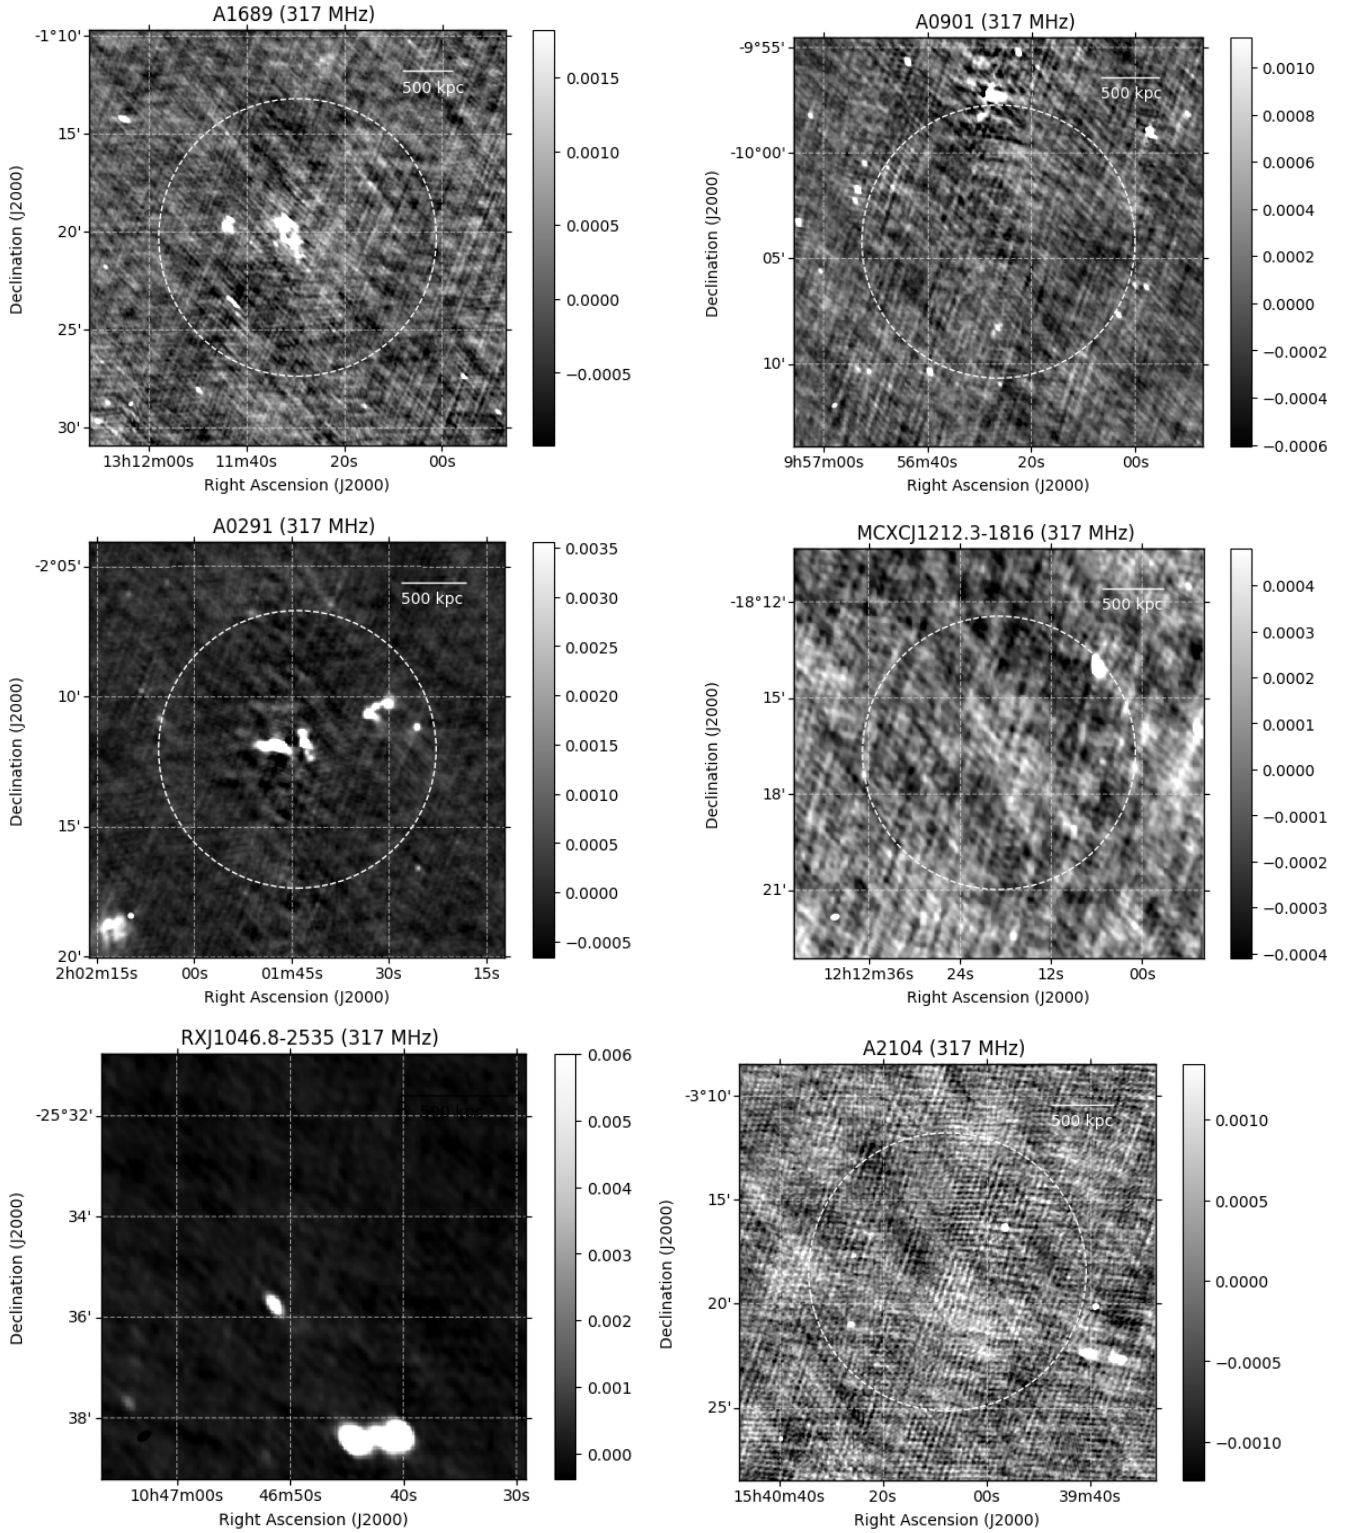 A1689 (317 MHz)
-1°10'
15'
20'
25'
30'
13h12m00s 11m40s 20s 00s
Right Ascension (J2000)
Declination (J2000)
500 kpc
0.0015
0.0010
0.0005
0.0000
−0.0005
A0901 (317 MHz)
-9°55'
-10°00'
05'
10'
9h57m00s 56m40s 20s 00s
Right Ascension (J2000)
Declination (J2000)
500 kpc
0.0010
0.0008
0.0006
0.0004
0.0002
0.0000
−0.0002
−0.0004
−0.0006
A0291 (317 MHz)
-2°05'
10'
15'
20'
2h02m15s 00s 01m45s 30s 15s
Right Ascension (J2000)
Declination (J2000)
500 kpc
0.0035
0.0030
0.0025
0.0020
0.0015
0.0010
0.0005
0.0000
−0.0005
MCXCJ1212.3-1816 (317 MHz)
-18°12'
15'
18'
21'
12h12m36s 24s 12s 00s
Right Ascension (J2000)
Declination (J2000)
500 kpc
0.0004
0.0003
0.0002
0.0001
0.0000
−0.0001
−0.0002
−0.0003
−0.0004
RXJ1046.8-2535 (317 MHz)
-25°32'
34'
36'
38'
10h47m00s 46m50s 40s 30s
Right Ascension (J2000)
Declination (J2000)
500 kpc
0.006
0.005
0.004
0.003
0.002
0.001
0.000
A2104 (317 MHz)
-3°10'
15'
20'
25'
15h40m40s 20s 00s 39m40s
Right Ascension (J2000)
Declination (J2000)
500 kpc
0.0010
0.0005
0.0000
−0.0005
−0.0010